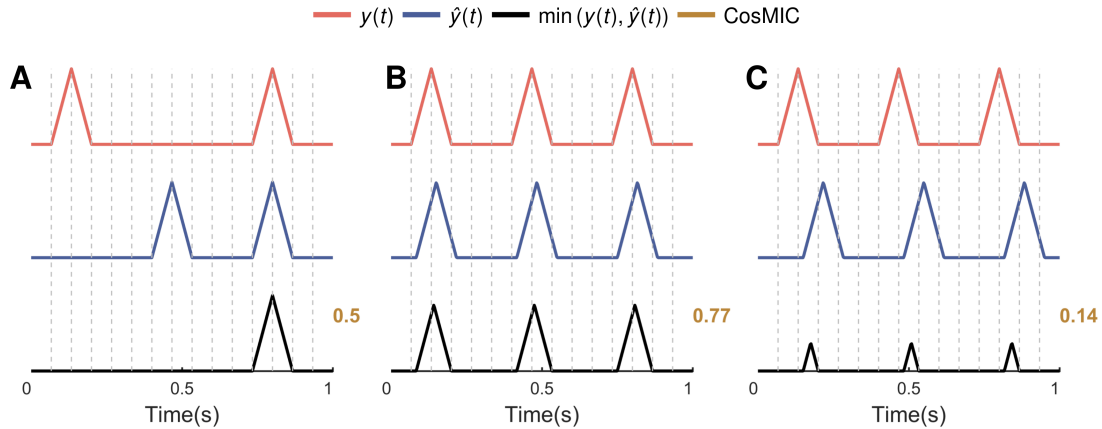 y(t) ŷ(t) min (y(t), ŷ(t)) CosMIC
A B C
0.5 0.77 0.14
0 0.5 1 0 0.5 1 0 0.5 1
Time(s) Time(s) Time(s)